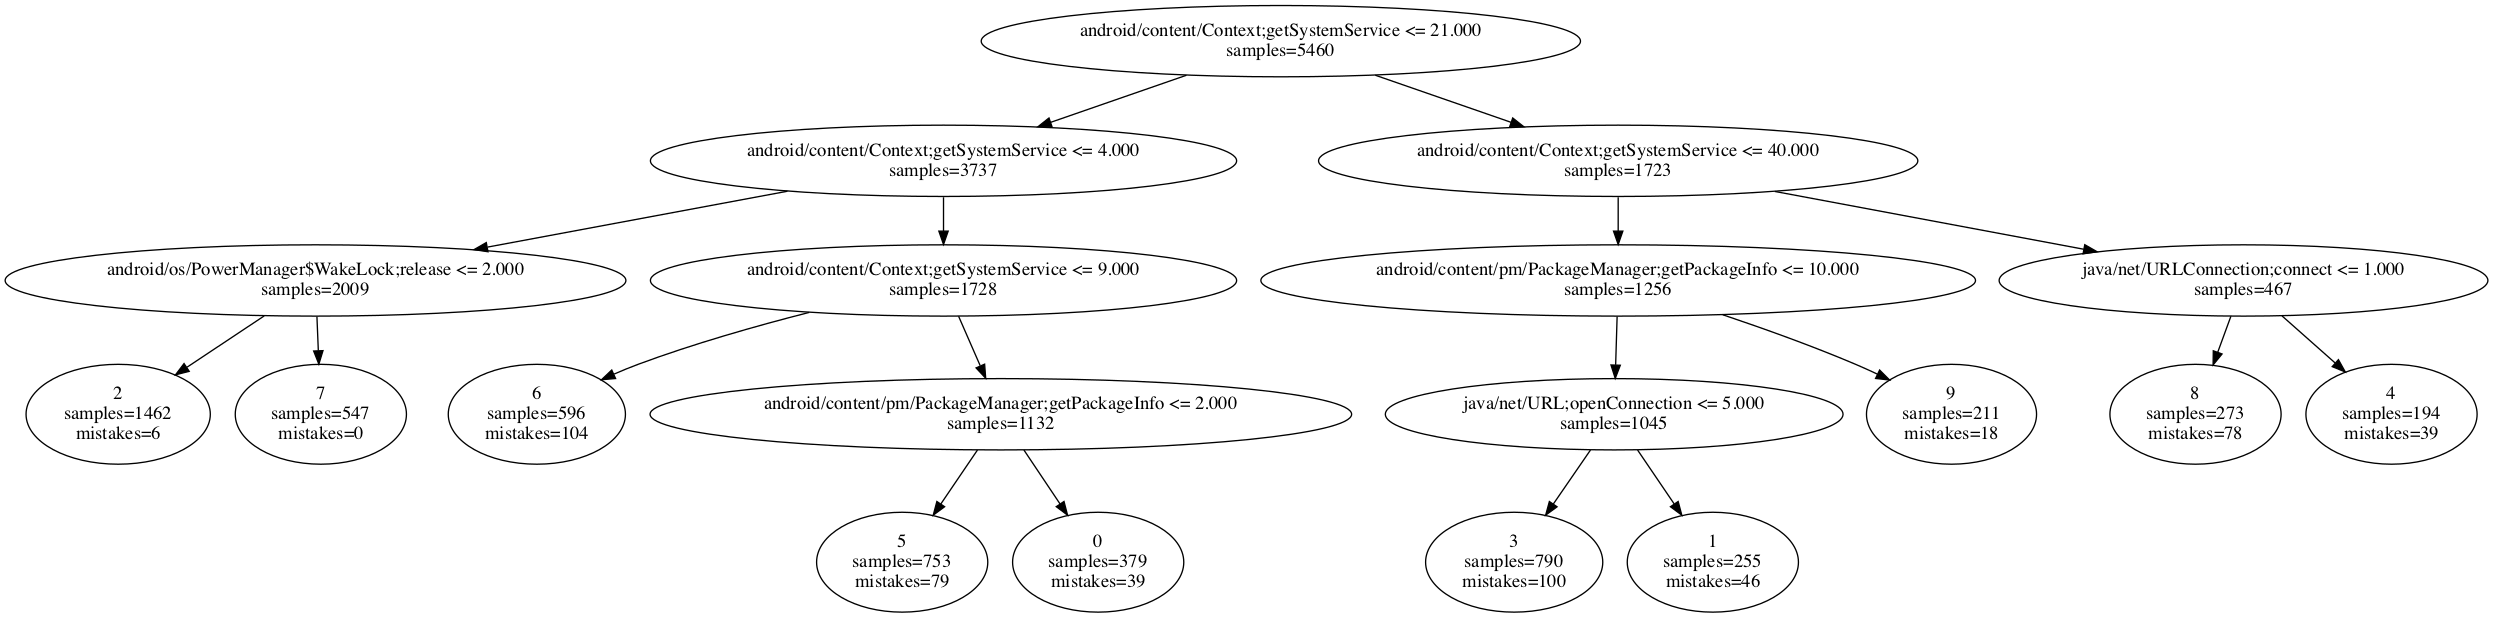 android/content/Context;getSystemService <= 21.000
samples=5460
android/content/Context;getSystemService <= 4.000
samples=3737
android/content/Context;getSystemService <= 40.000
samples=1723
android/os/PowerManager$WakeLock;release <= 2.000
samples=2009
android/content/Context;getSystemService <= 9.000
samples=1728
android/content/pm/PackageManager;getPackageInfo <= 10.000
samples=1256
java/net/URLConnection;connect <= 1.000
samples=467
2
samples=1462
mistakes=6
7
samples=547
mistakes=0
6
samples=596
mistakes=104
android/content/pm/PackageManager;getPackageInfo <= 2.000
samples=1132
java/net/URL;openConnection <= 5.000
samples=1045
9
samples=211
mistakes=18
8
samples=273
mistakes=78
4
samples=194
mistakes=39
5
samples=753
mistakes=79
0
samples=379
mistakes=39
3
samples=790
mistakes=100
1
samples=255
mistakes=46